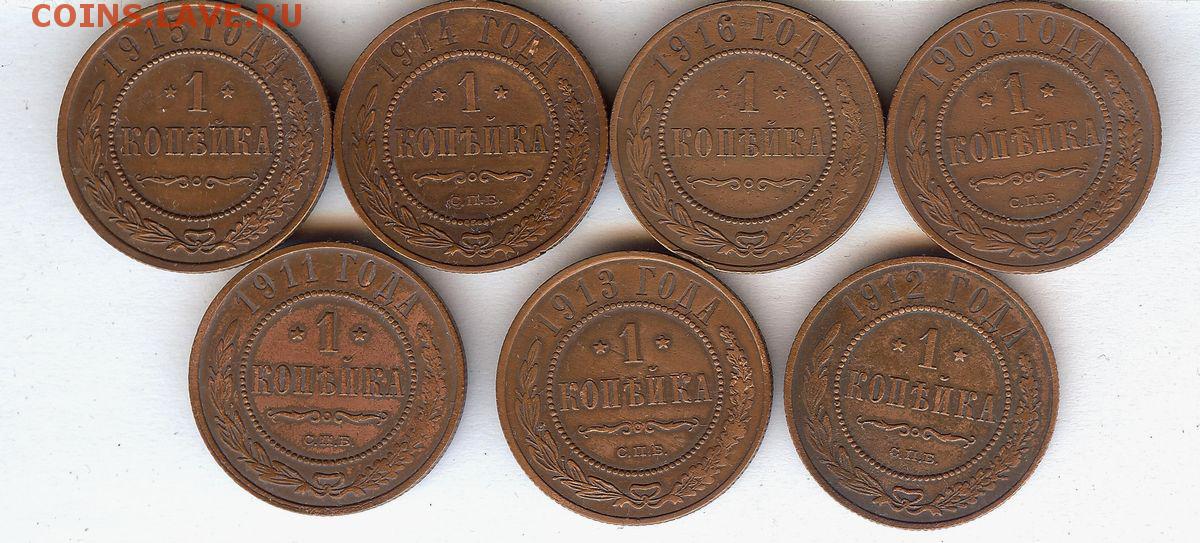 COINS.LAVE.RU
1915 ГОДА
* 1 *
КОПѢЙКА
1914 ГОДА
* 1 *
КОПѢЙКА
С.П.Б.
1916 ГОДА
* 1 *
КОПѢЙКА
1908 ГОДА
* 1 *
КОПѢЙКА
С.П.Б.
1911 ГОДА
* 1 *
КОПѢЙКА
С.П.Б
1913 ГОДА
* 1 *
КОПѢЙКА
С.П.Б.
1912 ГОДА
* 1 *
КОПѢЙКА
С.П.Б.